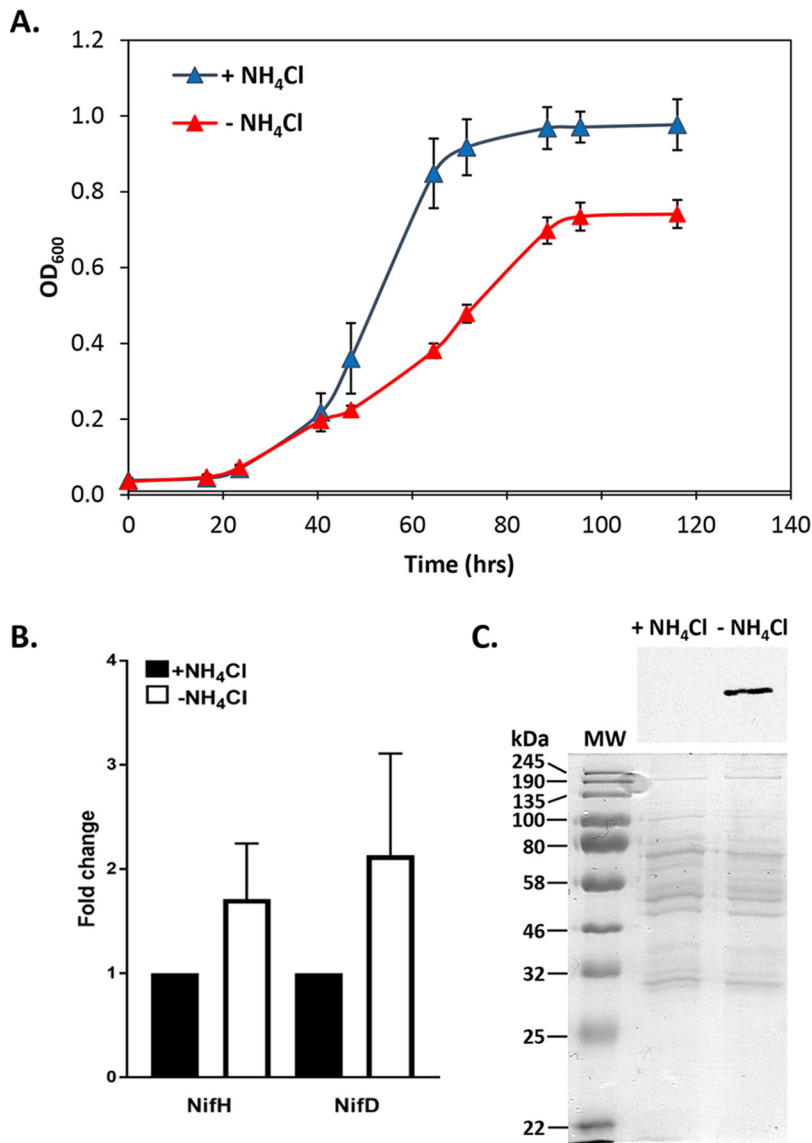 A.
1.2
1.0
0.8
0.6
0.4
0.2
0.0
OD600
+ NH4Cl
- NH4Cl
0 20 40 60 80 100 120 140
Time (hrs)
B.
4
3
2
1
0
Fold change
+NH4Cl
-NH4Cl
NifH NifD
C.
+ NH4Cl - NH4Cl
kDa MW
245
190
135
100
80
58
46
32
25
22